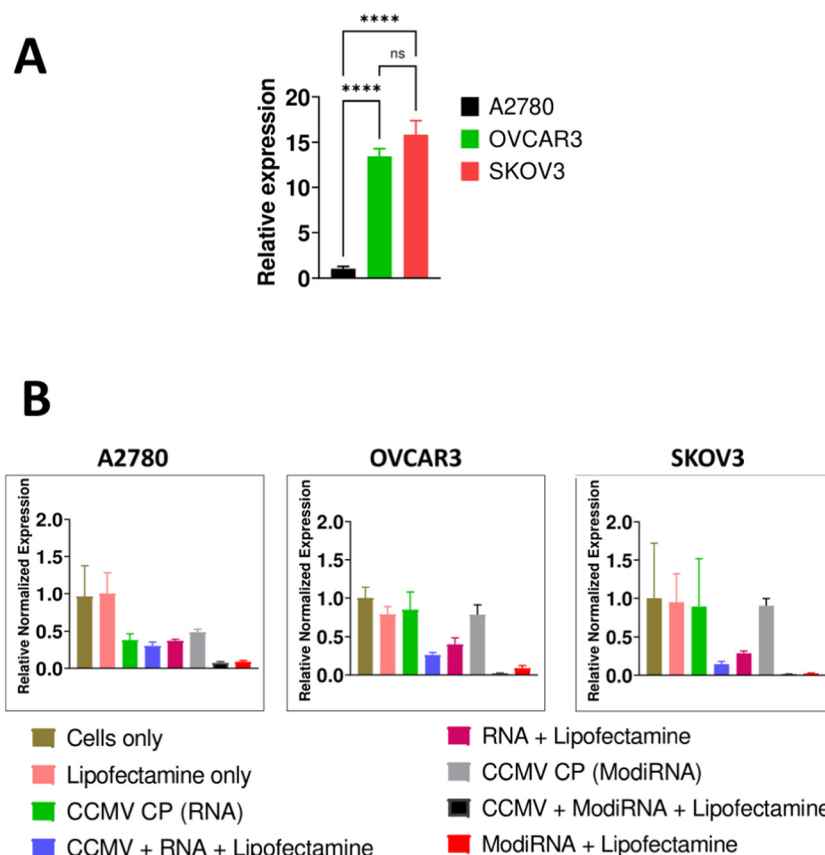 A
****
ns
****
Relative expression
20
15
10
5
0
A2780
OVCAR3
SKOV3
B
A2780
OVCAR3
SKOV3
Relative Normalized Expression
2.0
1.5
1.0
0.5
0.0
Relative Normalized Expression
2.0
1.5
1.0
0.5
0.0
Relative Normalized Expression
2.0
1.5
1.0
0.5
0.0
Cells only
Lipofectamine only
CCMV CP (RNA)
CCMV + RNA + Lipofectamine
RNA + Lipofectamine
CCMV CP (ModiRNA)
CCMV + ModiRNA + Lipofectamine
ModiRNA + Lipofectamine